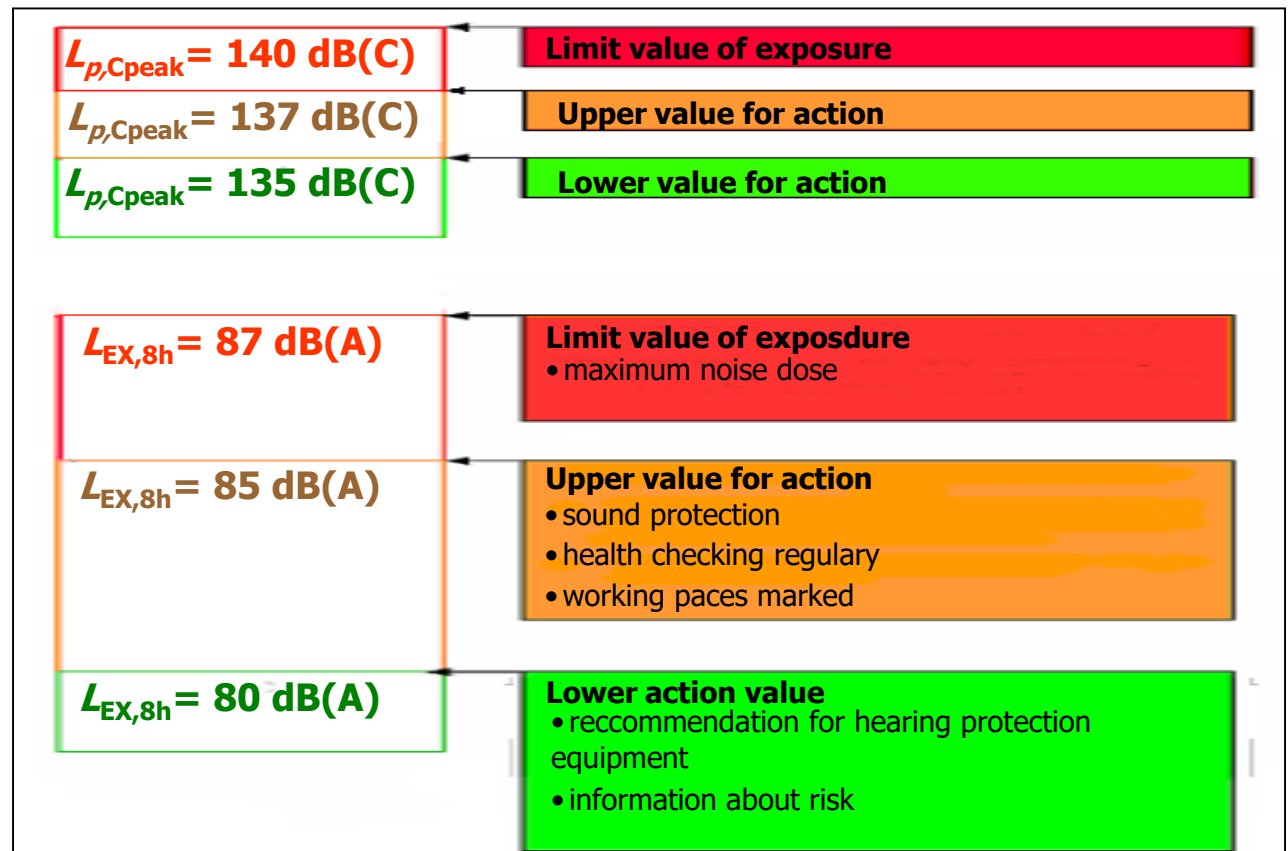 Lp,Cpeak= 140 dB(C)
Limit value of exposure
Lp,Cpeak= 137 dB(C)
Upper value for action
Lp,Cpeak= 135 dB(C)
Lower value for action
LEX,8h= 87 dB(A)
Limit value of exposdure
• maximum noise dose
LEX,8h= 85 dB(A)
Upper value for action
• sound protection
• health checking regulary
• working paces marked
LEX,8h= 80 dB(A)
Lower action value
• reccommendation for hearing protection
equipment
• information about risk